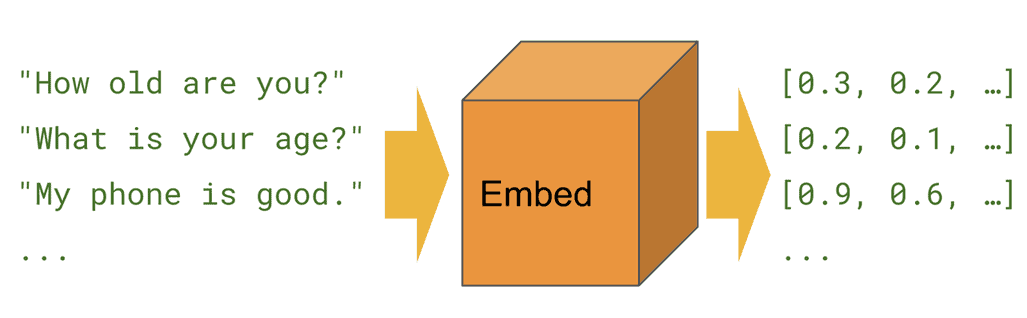 "How old are you?"
"What is your age?"
"My phone is good."
...
Embed
[0.3, 0.2, …]
[0.2, 0.1, …]
[0.9, 0.6, …]
...